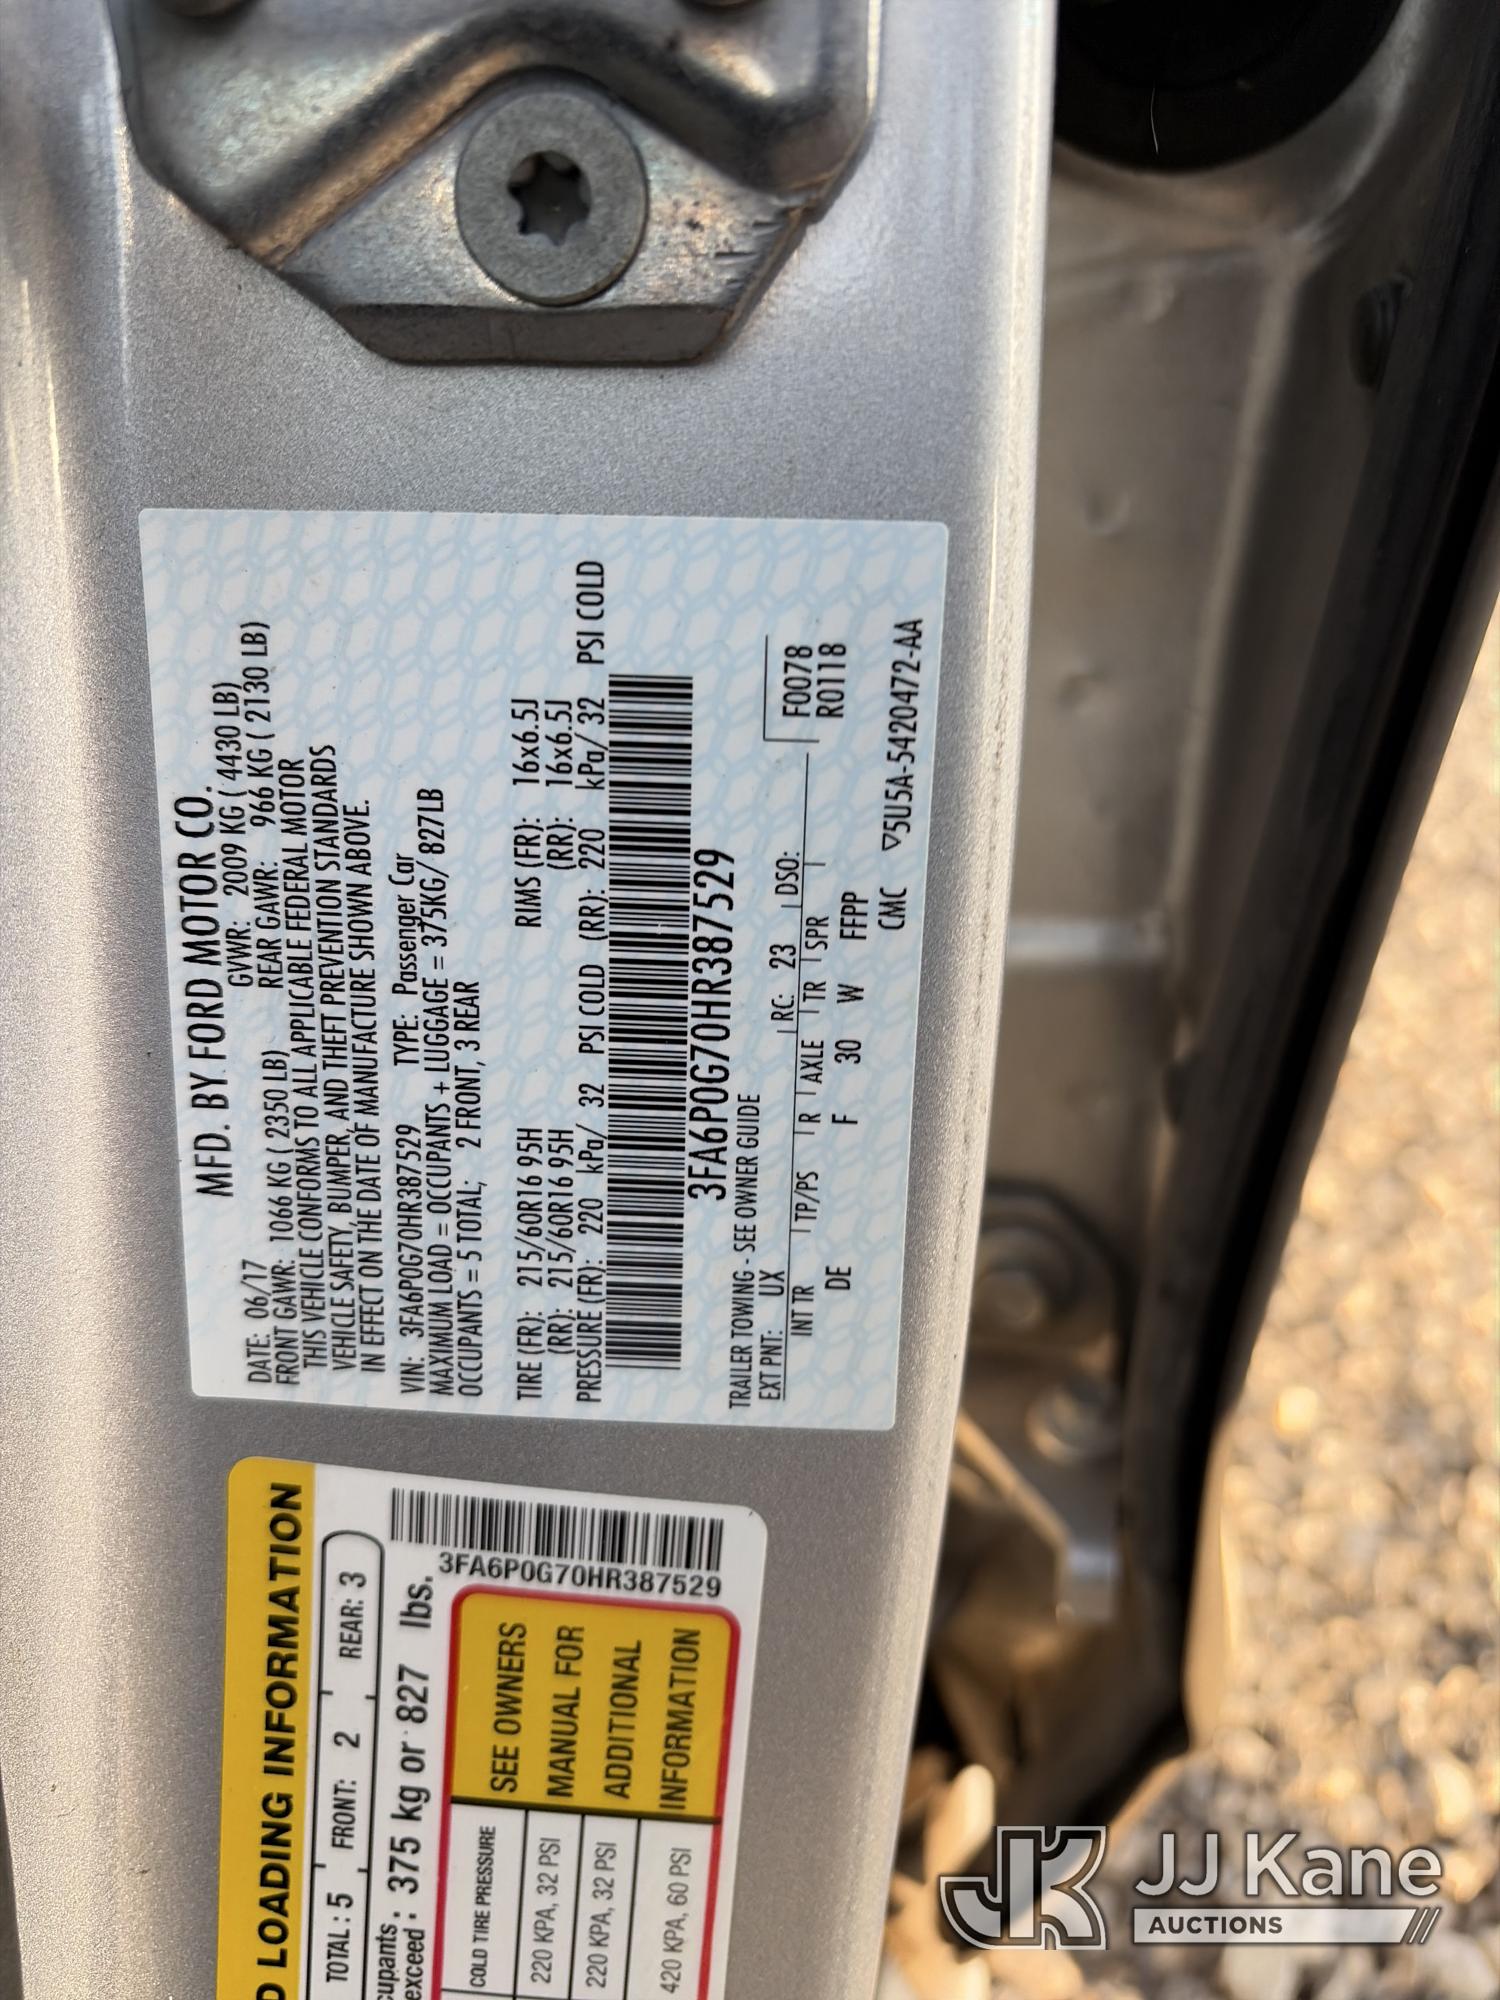 MFD. BY FORD MOTOR CO.
DATE: 06/17 GVWR: 2009 KG ( 4430 LB)
FRONT GAWR: 1066 KG ( 2350 LB) REAR GAWR: 966 KG ( 2130 LB)
THIS VEHICLE CONFORMS TO ALL APPLICABLE FEDERAL MOTOR
VEHICLE SAFETY, BUMPER, AND THEFT PREVENTION STANDARDS
IN EFFECT ON THE DATE OF MANUFACTURE SHOWN ABOVE.
VIN: 3FA6P0G70HR387529 TYPE: Passenger Car
MAXIMUM LOAD = OCCUPANTS + LUGGAGE = 375KG/ 827LB
OCCUPANTS = 5 TOTAL; 2 FRONT, 3 REAR
TIRE (FR): 215/60R16 95H RIMS (FR): 16x6.5J
(RR): 215/60R16 95H (RR): 16x6.5J
PRESSURE (FR): 220 kPa/ 32 PSI COLD (RR): 220 kPa/ 32 PSI COLD
3FA6P0G70HR387529
TRAILER TOWING - SEE OWNER GUIDE
EXT PNT: UX RC: 23 DSO: F0078
R0118
INT TR TP/PS R AXLE TR SPR
DE F 30 W FFPP
CMC ▽5U5A-5420472-AA
D LOADING INFORMATION
TOTAL : 5 FRONT: 2 REAR: 3
cupants :
exceed : 375 kg or 827 lbs.
3FA6P0G70HR387529
COLD TIRE PRESSURE
220 KPA, 32 PSI
220 KPA, 32 PSI
420 KPA, 60 PSI
SEE OWNERS
MANUAL FOR
ADDITIONAL
INFORMATION
JK JJ Kane
AUCTIONS